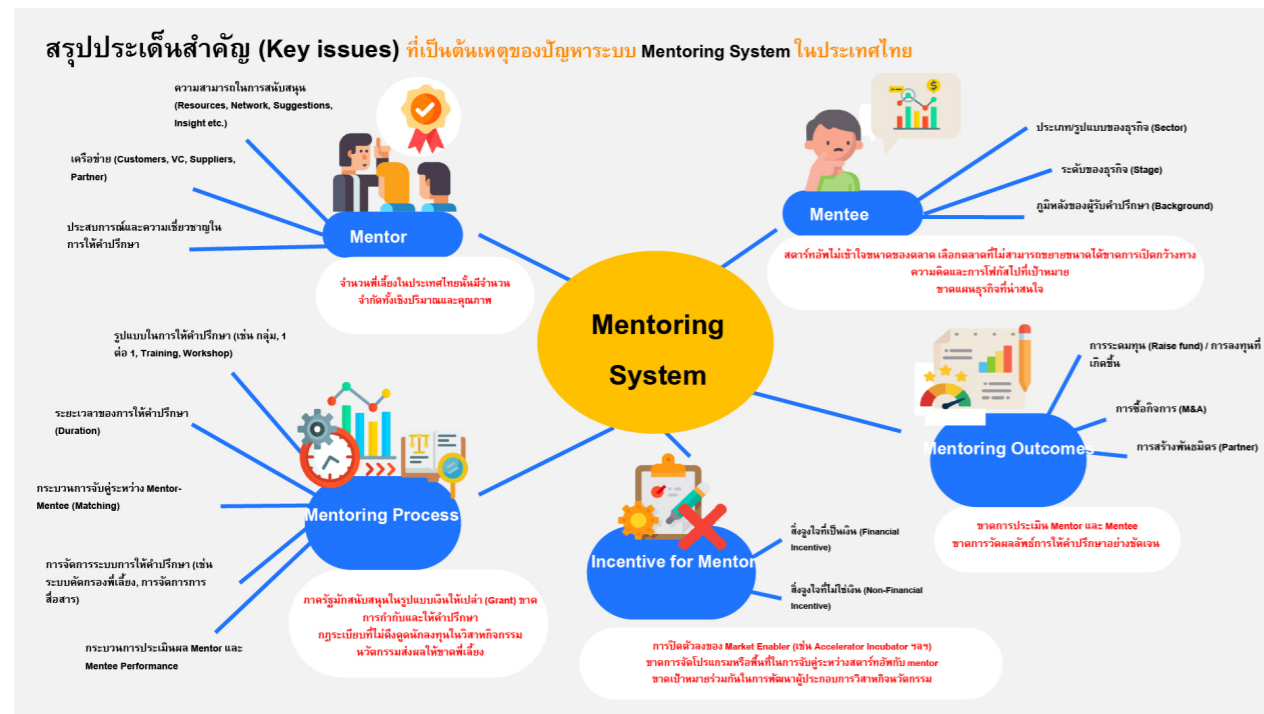 สรุปประเด็นสำคัญ (Key issues) ที่เป็นต้นเหตุของปัญหาระบบ Mentoring System ในประเทศไทย
ความสามารถในการสนับสนุน
(Resources, Network, Suggestions,
Insight etc.)
เครือข่าย (Customers, VC, Suppliers,
Partner)
ประสบการณ์และความเชี่ยวชาญใน
การให้คำปรึกษา
Mentor
จำนวนพี่เลี้ยงในประเทศไทยนั้นมีจำนวน
จำกัดทั้งเชิงปริมาณและคุณภาพ
Mentee
ประเภท/รูปแบบของธุรกิจ (Sector)
ระดับของธุรกิจ (Stage)
ภูมิหลังของผู้รับคำปรึกษา (Background)
สตาร์ทอัพไม่เข้าใจขนาดของตลาด เลือกตลาดที่ไม่สามารถขยายขนาดได้ขาดการเปิดกว้างทาง
ความคิดและการโฟกัสไปที่เป้าหมาย
ขาดแผนธุรกิจที่น่าสนใจ
Mentoring
System
รูปแบบในการให้คำปรึกษา (เช่น กลุ่ม, 1
ต่อ 1, Training, Workshop)
ระยะเวลาของการให้คำปรึกษา
(Duration)
กระบวนการจับคู่ระหว่าง Mentor-
Mentee (Matching)
การจัดการระบบการให้คำปรึกษา (เช่น
ระบบคัดกรองพี่เลี้ยง, การจัดการการ
สื่อสาร)
กระบวนการประเมินผล Mentor และ
Mentee Performance
Mentoring Process
ภาครัฐมักสนับสนุนในรูปแบบเงินให้เปล่า (Grant) ขาด
การกำกับและให้คำปรึกษา
กฎระเบียบที่ไม่ดึงดูดนักลงทุนในวิสาหกิจกรรม
นวัตกรรมส่งผลให้ขาดพี่เลี้ยง
Incentive for Mentor
สิ่งจูงใจที่เป็นเงิน (Financial
Incentive)
สิ่งจูงใจที่ไม่ใช่เงิน (Non-Financial
Incentive)
การปิดตัวลงของ Market Enabler (เช่น Accelerator Incubator ฯลฯ)
ขาดการจัดโปรแกรมหรือพื้นที่ในการจับคู่ระหว่างสตาร์ทอัพกับ mentor
ขาดเป้าหมายร่วมกันในการพัฒนาผู้ประกอบการวิสาหกิจนวัตกรรม
Mentoring Outcomes
การระดมทุน (Raise fund) / การลงทุนที่
เกิดขึ้น
การซื้อกิจการ (M&A)
การสร้างพันธมิตร (Partner)
ขาดการประเมิน Mentor และ Mentee
ขาดการวัดผลลัพธ์การให้คำปรึกษาอย่างชัดเจน